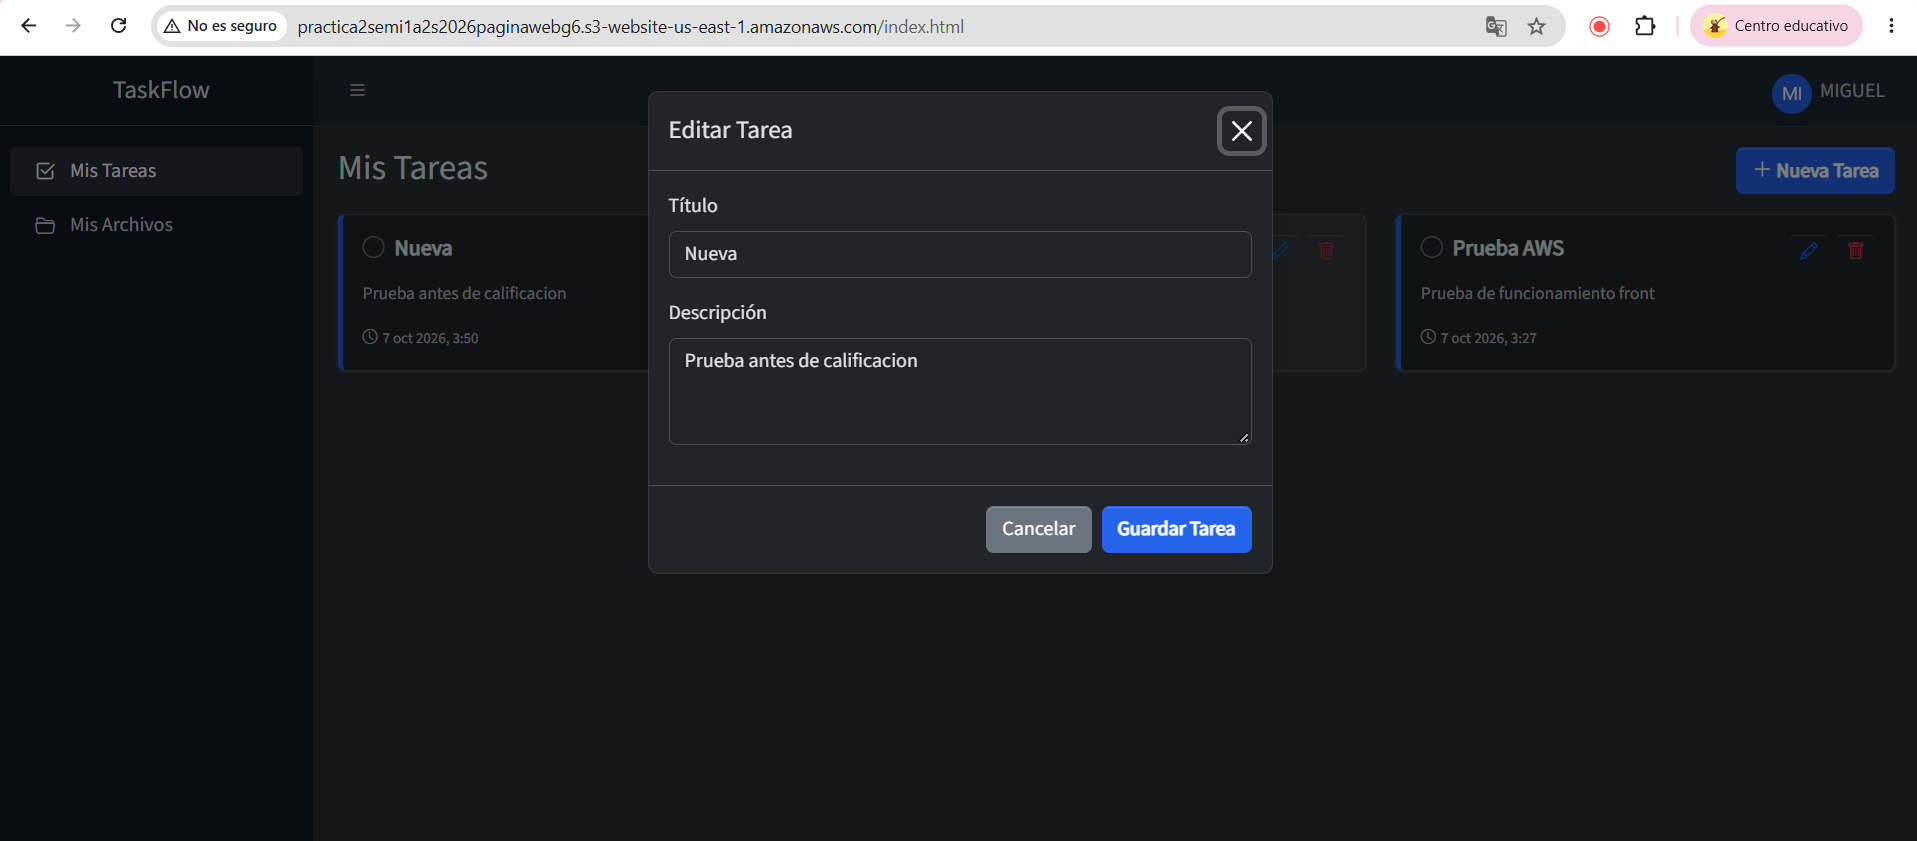 No es seguro
practica2semi1a2s2026paginawebg6.s3-website-us-east-1.amazonaws.com/index.html
Centro educativo
TaskFlow
MI MIGUEL
Mis Tareas
Mis Archivos
Mis Tareas
+ Nueva Tarea
Nueva
Prueba antes de calificacion
7 oct 2026, 3:50
Prueba AWS
Prueba de funcionamiento front
7 oct 2026, 3:27
Editar Tarea
Título
Nueva
Descripción
Prueba antes de calificacion
Cancelar
Guardar Tarea